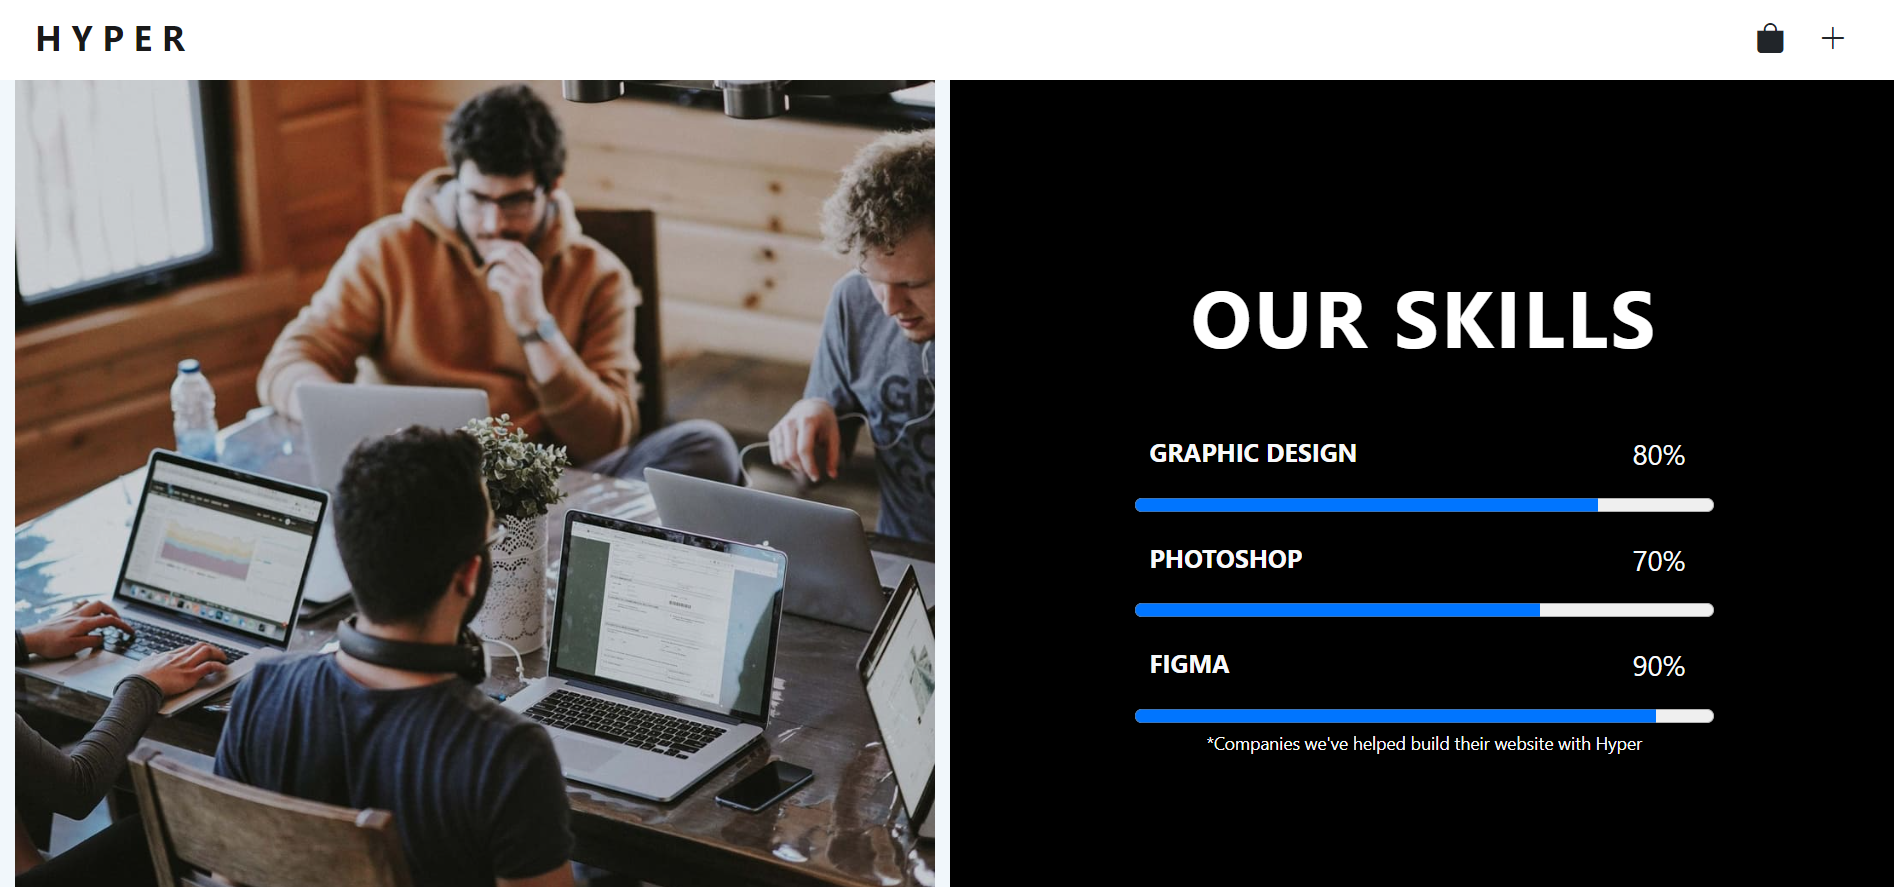 HYPER
OUR SKILLS
GRAPHIC DESIGN 80%
PHOTOSHOP 70%
FIGMA 90%
*Companies we've helped build their website with Hyper